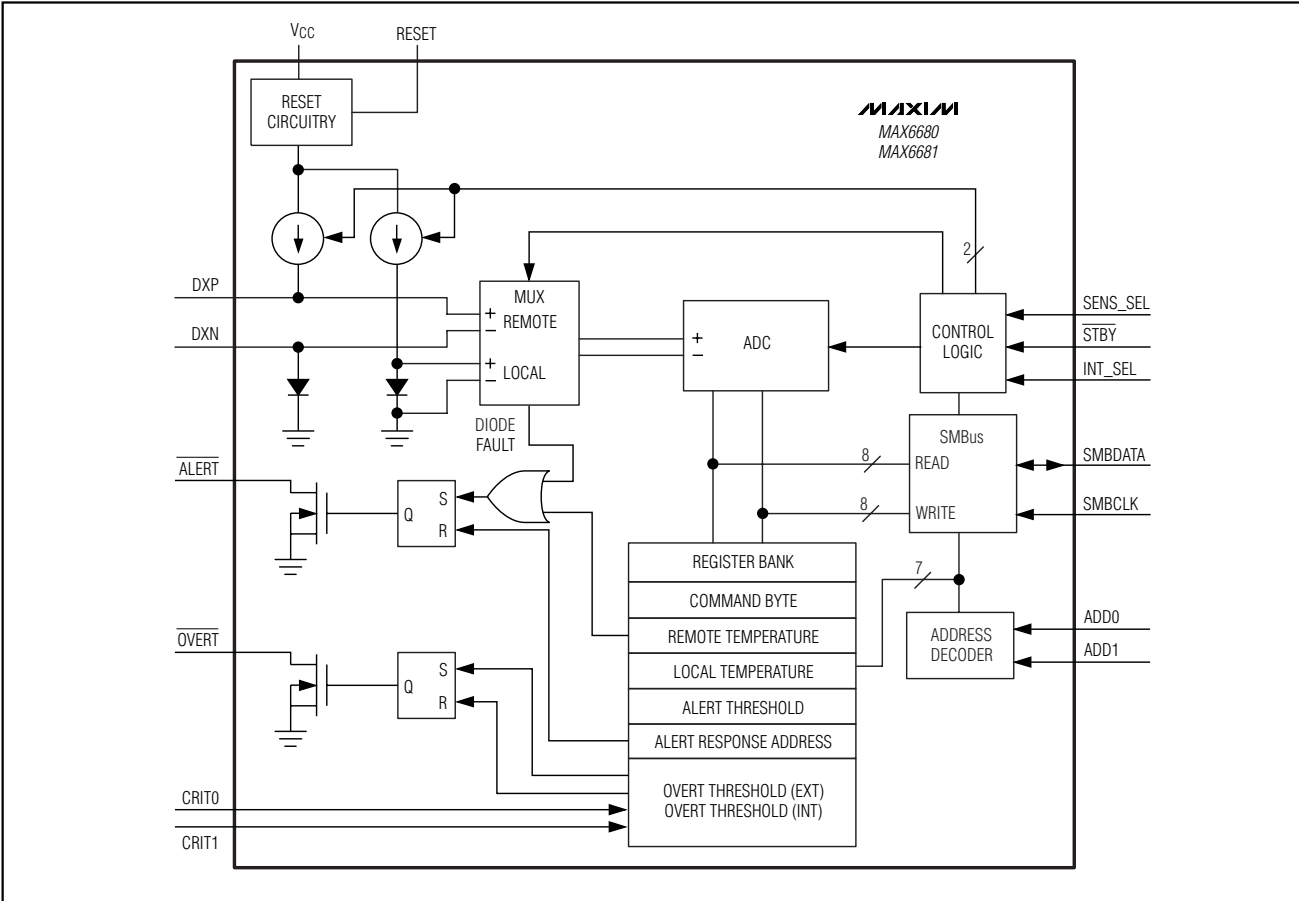 VCC
RESET
RESET
CIRCUITRY
MAXIM
MAX6680
MAX6681
2
DXP
DXN
MUX
+
REMOTE
−
+
LOCAL
−
+
−
ADC
CONTROL
LOGIC
SENS_SEL
STBY
INT_SEL
DIODE
FAULT
SMBus
READ
WRITE
8
8
SMBDATA
SMBCLK
ALERT
Q
S
R
REGISTER BANK
COMMAND BYTE
REMOTE TEMPERATURE
LOCAL TEMPERATURE
ALERT THRESHOLD
ALERT RESPONSE ADDRESS
OVERT THRESHOLD (EXT)
OVERT THRESHOLD (INT)
7
ADDRESS
DECODER
ADD0
ADD1
OVERT
Q
S
R
CRIT0
CRIT1